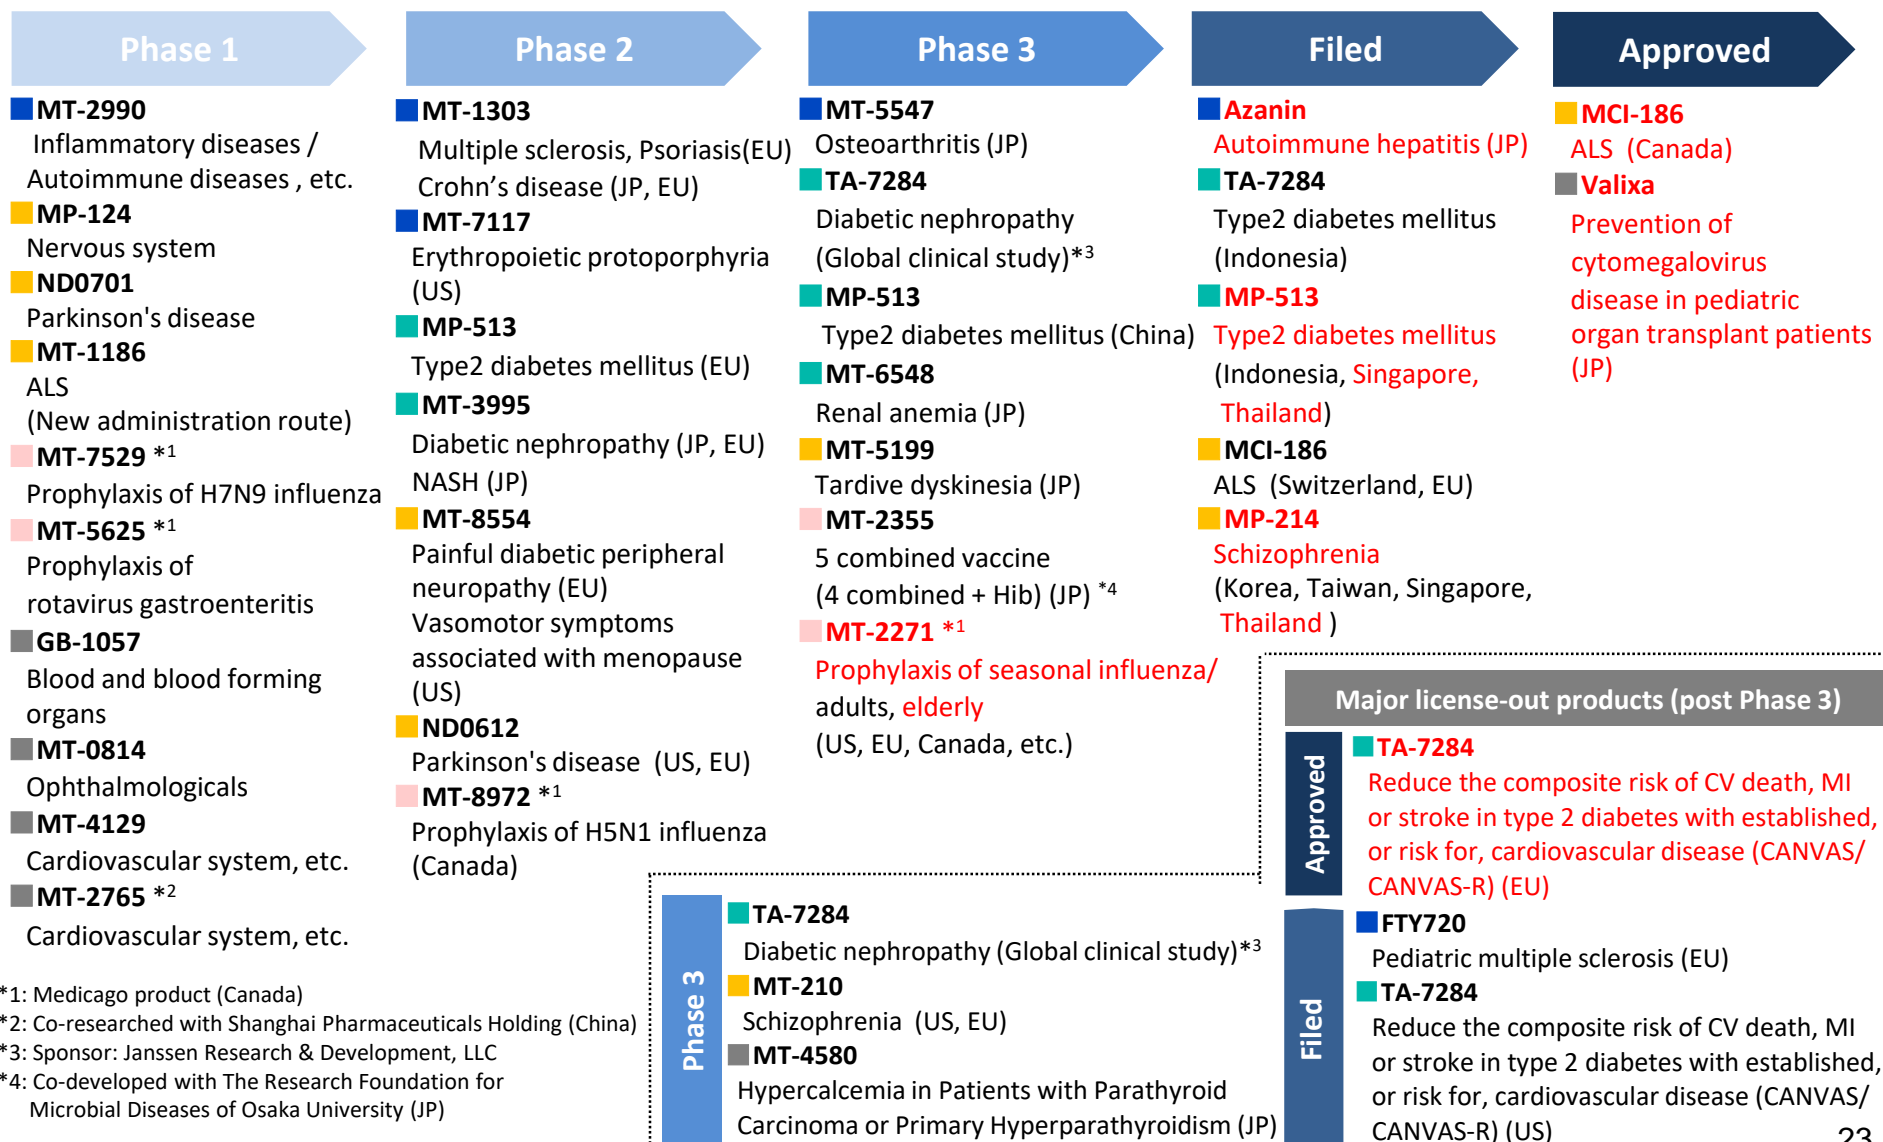 Phase 1
MT-2990
Inflammatory diseases /
Autoimmune diseases , etc.
MP-124
Nervous system
ND0701
Parkinson's disease
MT-1186
ALS
(New administration route)
MT-7529 *1
Prophylaxis of H7N9 influenza
MT-5625 *1
Prophylaxis of
rotavirus gastroenteritis
GB-1057
Blood and blood forming
organs
MT-0814
Ophthalmologicals
MT-4129
Cardiovascular system, etc.
MT-2765 *2
Cardiovascular system, etc.
Phase 2
MT-1303
Multiple sclerosis, Psoriasis(EU)
Crohn’s disease (JP, EU)
MT-7117
Erythropoietic protoporphyria
(US)
MP-513
Type2 diabetes mellitus (EU)
MT-3995
Diabetic nephropathy (JP, EU)
NASH (JP)
MT-8554
Painful diabetic peripheral
neuropathy (EU)
Vasomotor symptoms
associated with menopause
(US)
ND0612
Parkinson's disease (US, EU)
MT-8972 *1
Prophylaxis of H5N1 influenza
(Canada)
Phase 3
MT-5547
Osteoarthritis (JP)
TA-7284
Diabetic nephropathy
(Global clinical study)*3
MP-513
Type2 diabetes mellitus (China)
MT-6548
Renal anemia (JP)
MT-5199
Tardive dyskinesia (JP)
MT-2355
5 combined vaccine
(4 combined + Hib) (JP) *4
MT-2271 *1
Prophylaxis of seasonal influenza/
adults, elderly
(US, EU, Canada, etc.)
Filed
Azanin
Autoimmune hepatitis (JP)
TA-7284
Type2 diabetes mellitus
(Indonesia)
MP-513
Type2 diabetes mellitus
(Indonesia, Singapore,
Thailand)
MCI-186
ALS (Switzerland, EU)
MP-214
Schizophrenia
(Korea, Taiwan, Singapore,
Thailand )
Approved
MCI-186
ALS (Canada)
Valixa
Prevention of
cytomegalovirus
disease in pediatric
organ transplant patients
(JP)
Major license-out products (post Phase 3)
Approved
TA-7284
Reduce the composite risk of CV death, MI
or stroke in type 2 diabetes with established,
or risk for, cardiovascular disease (CANVAS/
CANVAS-R) (EU)
Filed
FTY720
Pediatric multiple sclerosis (EU)
TA-7284
Reduce the composite risk of CV death, MI
or stroke in type 2 diabetes with established,
or risk for, cardiovascular disease (CANVAS/
CANVAS-R) (US)
Phase 3
TA-7284
Diabetic nephropathy (Global clinical study)*3
MT-210
Schizophrenia (US, EU)
MT-4580
Hypercalcemia in Patients with Parathyroid
Carcinoma or Primary Hyperparathyroidism (JP)
*1: Medicago product (Canada)
*2: Co-researched with Shanghai Pharmaceuticals Holding (China)
*3: Sponsor: Janssen Research & Development, LLC
*4: Co-developed with The Research Foundation for
Microbial Diseases of Osaka University (JP)
23